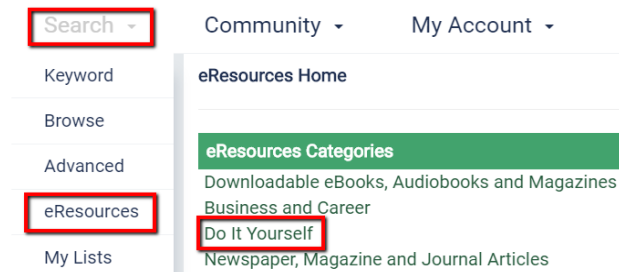 Search Community My Account
Keyword
Browse
Advanced
eResources
My Lists
eResources Home
eResources Categories
Downloadable eBooks, Audiobooks and Magazines
Business and Career
Do It Yourself
Newspaper, Magazine and Journal Articles